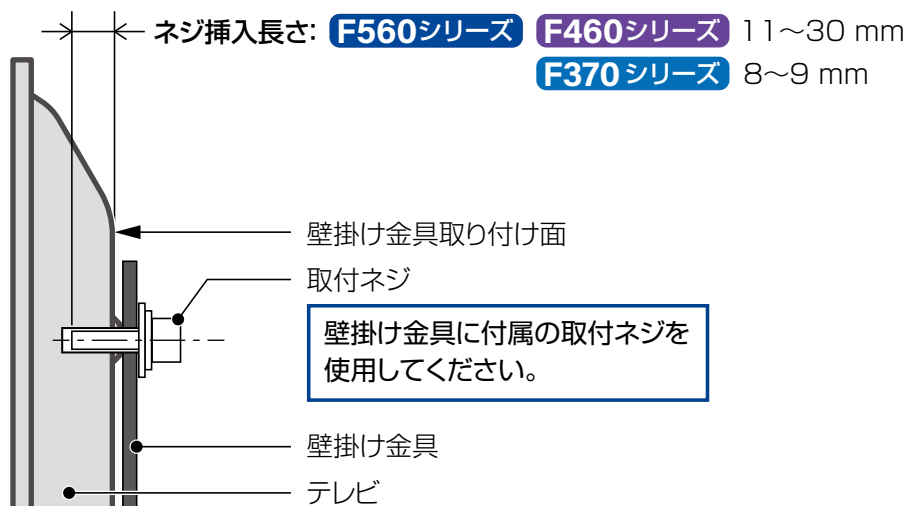 ネジ挿入長さ: F560シリーズ F460シリーズ 11～30 mm
F370シリーズ 8～9 mm
壁掛け金具取り付け面
取付ネジ
壁掛け金具に付属の取付ネジを
使用してください。
壁掛け金具
テレビ